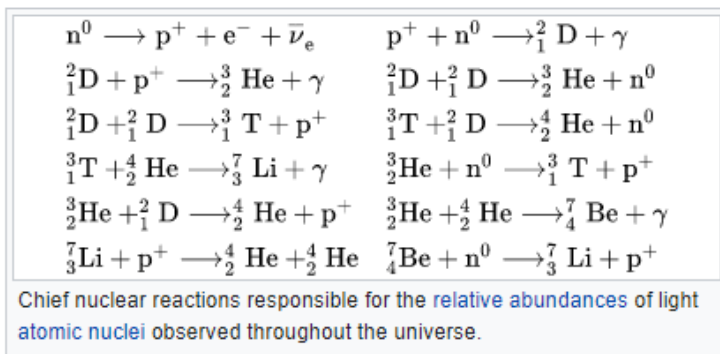 n⁰ ⟶ p⁺ + e⁻ + ν̅ₑ p⁺ + n⁰ ⟶ ²₁D + γ
²₁D + p⁺ ⟶ ³₂He + γ ²₁D + ²₁D ⟶ ³₂He + n⁰
²₁D + ²₁D ⟶ ³₁T + p⁺ ³₁T + ²₁D ⟶ ⁴₂He + n⁰
³₁T + ⁴₂He ⟶ ⁷₃Li + γ ³₂He + n⁰ ⟶ ³₁T + p⁺
³₂He + ²₁D ⟶ ⁴₂He + p⁺ ³₂He + ⁴₂He ⟶ ⁷₄Be + γ
⁷₃Li + p⁺ ⟶ ⁴₂He + ⁴₂He ⁷₄Be + n⁰ ⟶ ⁷₃Li + p⁺
Chief nuclear reactions responsible for the relative abundances of light
atomic nuclei observed throughout the universe.